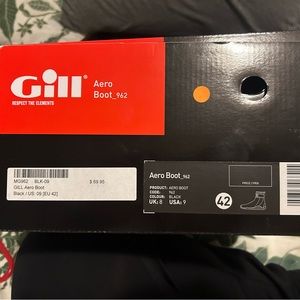 Gill
RESPECT THE ELEMENTS
Aero
Boot_962
MG962 BLK-09 $ 69.95
GILL Aero Boot
Black / US: 09 [EU 42]
Aero Boot_962
PRODUCT: AERO BOOT
CODE: 962
COLOUR: BLACK
UK: 8 USA: 9
42